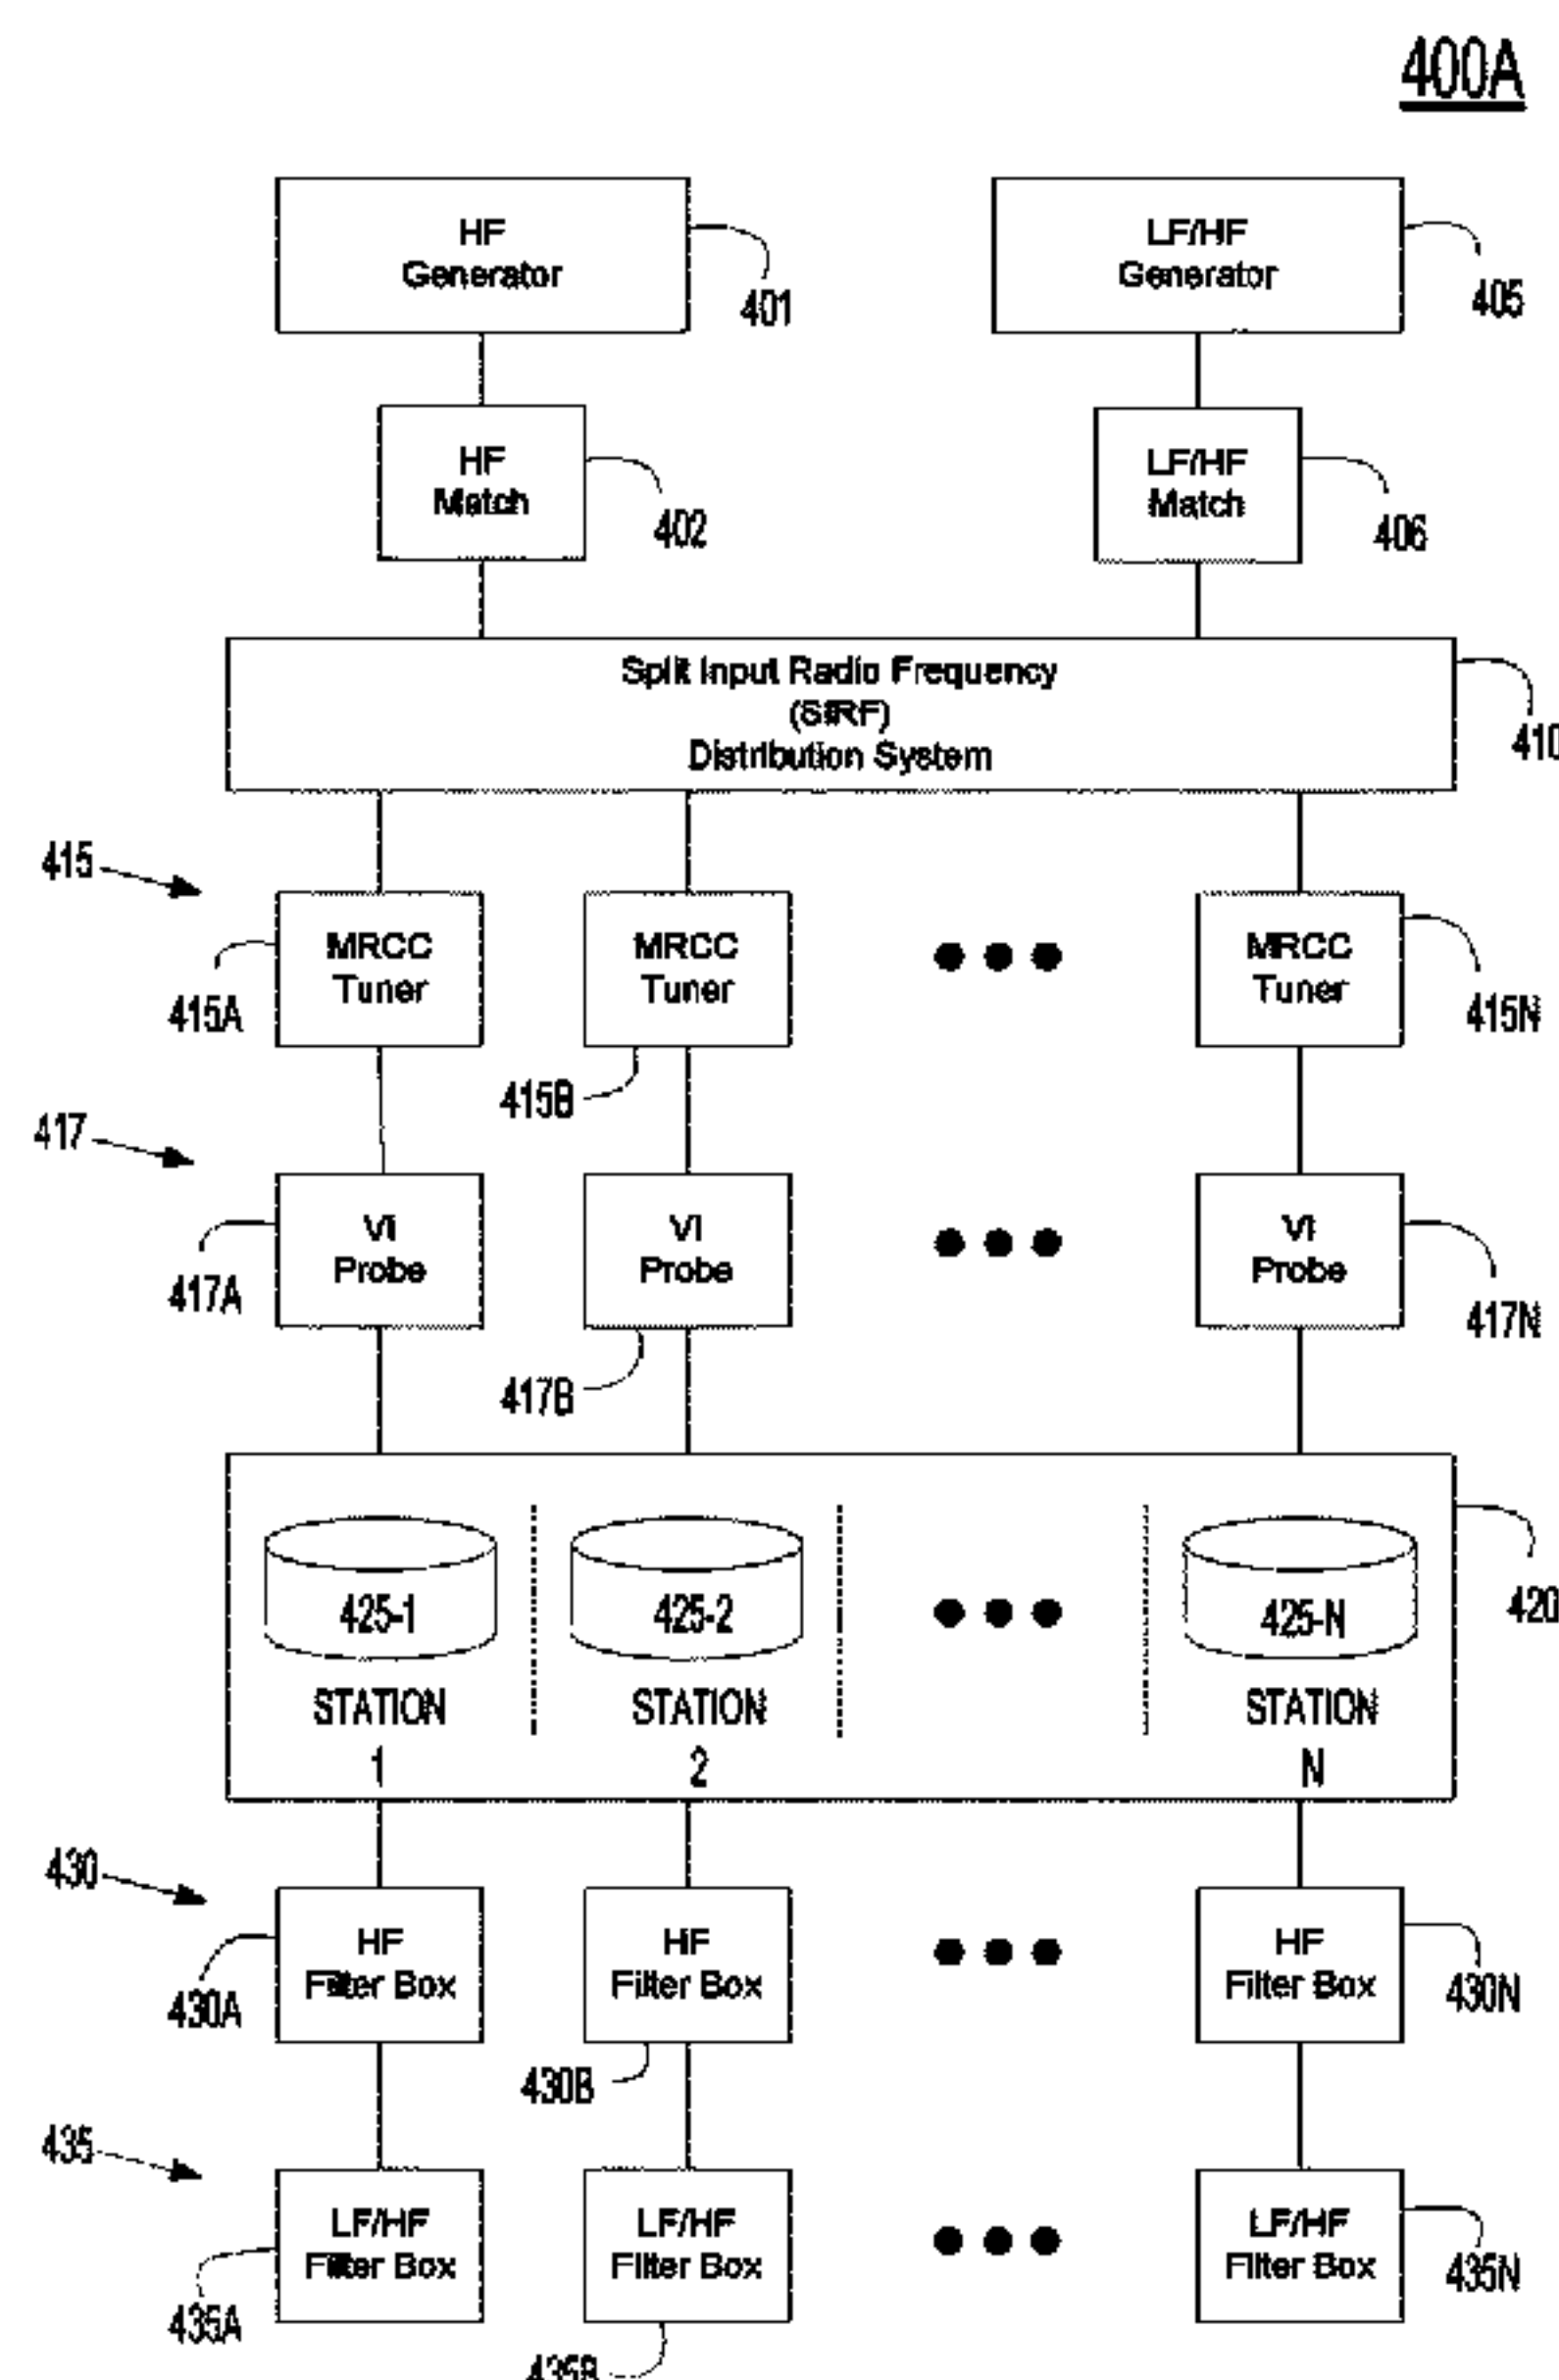 400A
HF
Generator
401
LF/HF
Generator
405
HF
Match
402
LF/HF
Match
406
Split Input Radio Frequency
(SIRF)
Distribution System
410
415
MRCC
Tuner
415A
MRCC
Tuner
415B
MRCC
Tuner
415N
417
VI
Probe
417A
VI
Probe
417B
VI
Probe
417N
420
425-1
STATION
1
425-2
STATION
2
425-N
STATION
N
430
HF
Filter Box
430A
HF
Filter Box
430B
HF
Filter Box
430N
435
LF/HF
Filter Box
435A
LF/HF
Filter Box
435B
LF/HF
Filter Box
435N